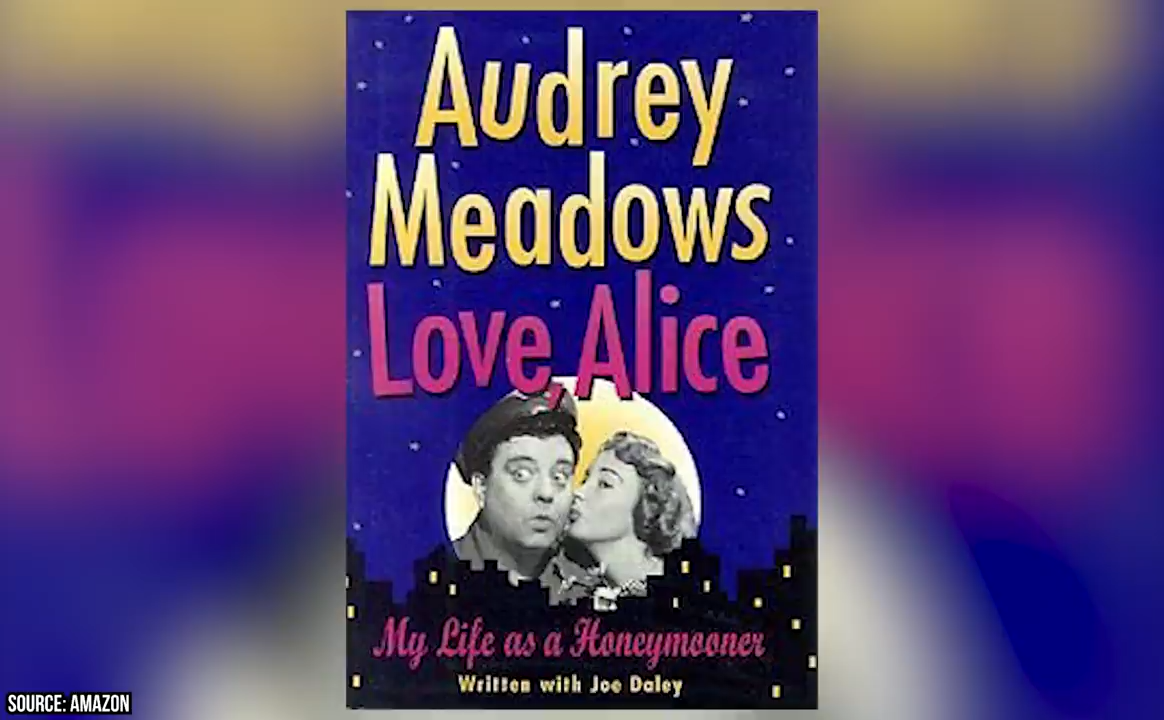 Audrey
Meadows
Love, Alice
My Life as a Honeymooner
Written with Joe Daley
SOURCE: AMAZON